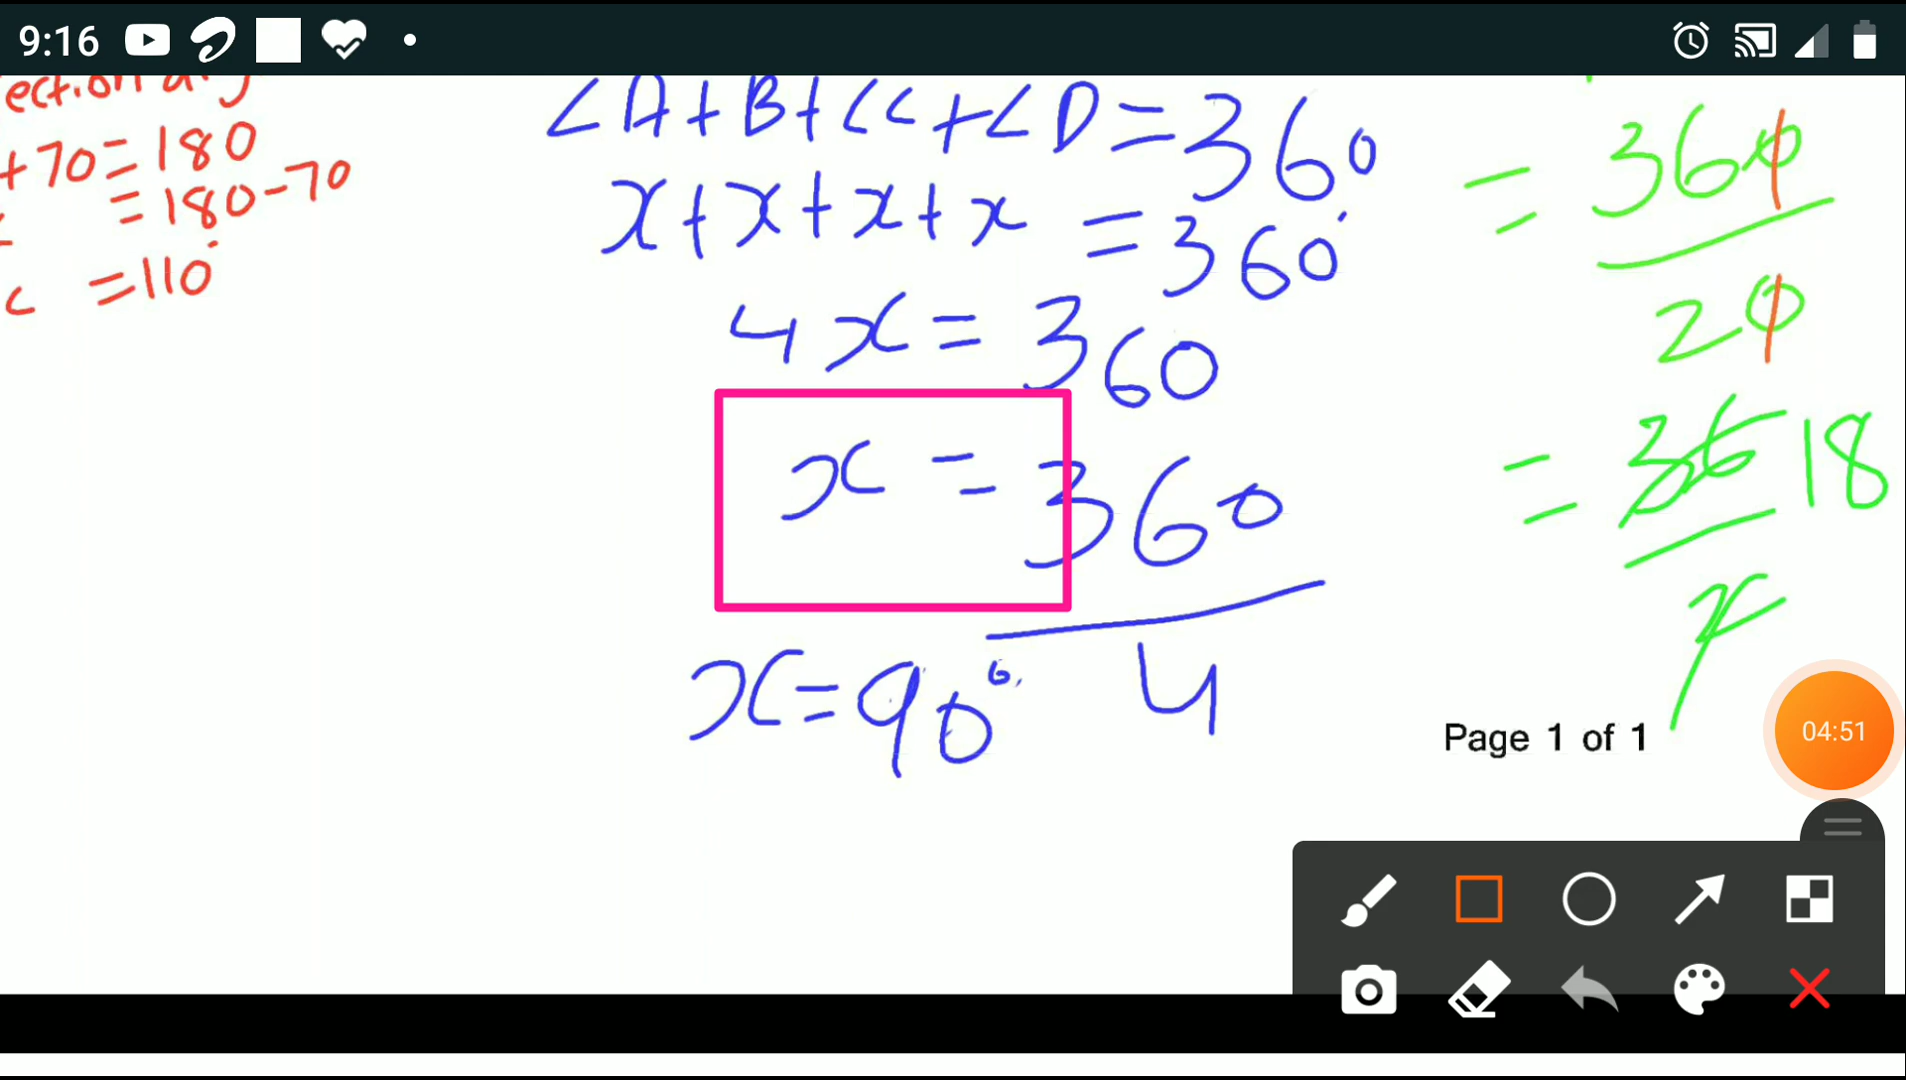 9:16
+70=180
=180-70
=110°
∠A+B+∠C+∠D=360
x+x+x+x=360°
4x=360
x=360
4
x=90°
=360
20
=36 18
2
Page 1 of 1
04:51